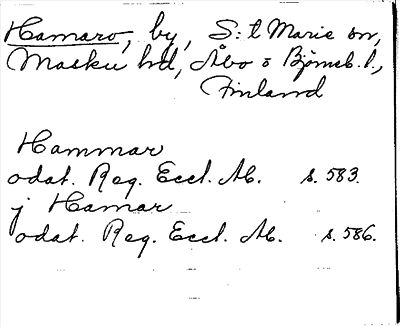 Hamaro, by, S:t Marie sn,
Masku hd, Åbo o Björneb. l.,
Finland
Hammar
odat. Reg. Eccl. Ab. s. 583.
j Hamar
odat. Reg. Eccl. Ab. s. 586.